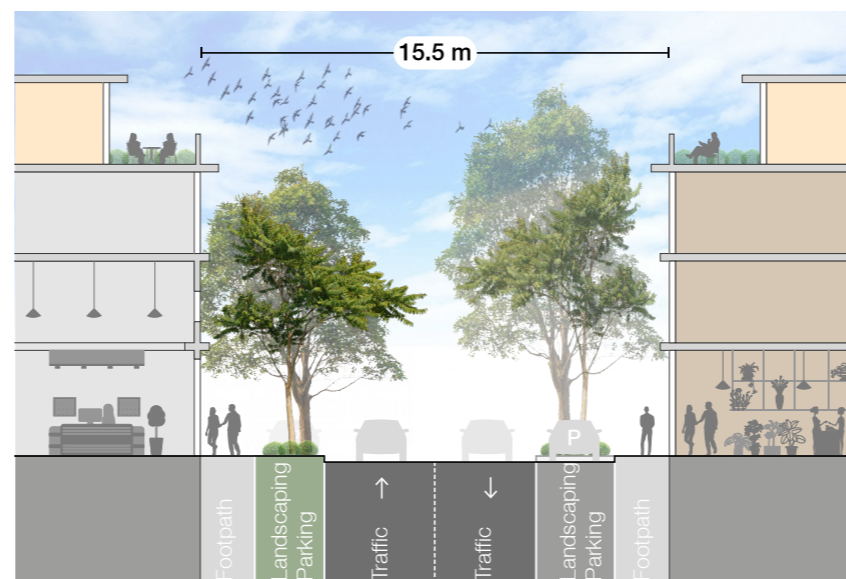 15.5 m
P
Footpath
Landscaping
Parking
Traffic
Traffic
Landscaping
Parking
Footpath